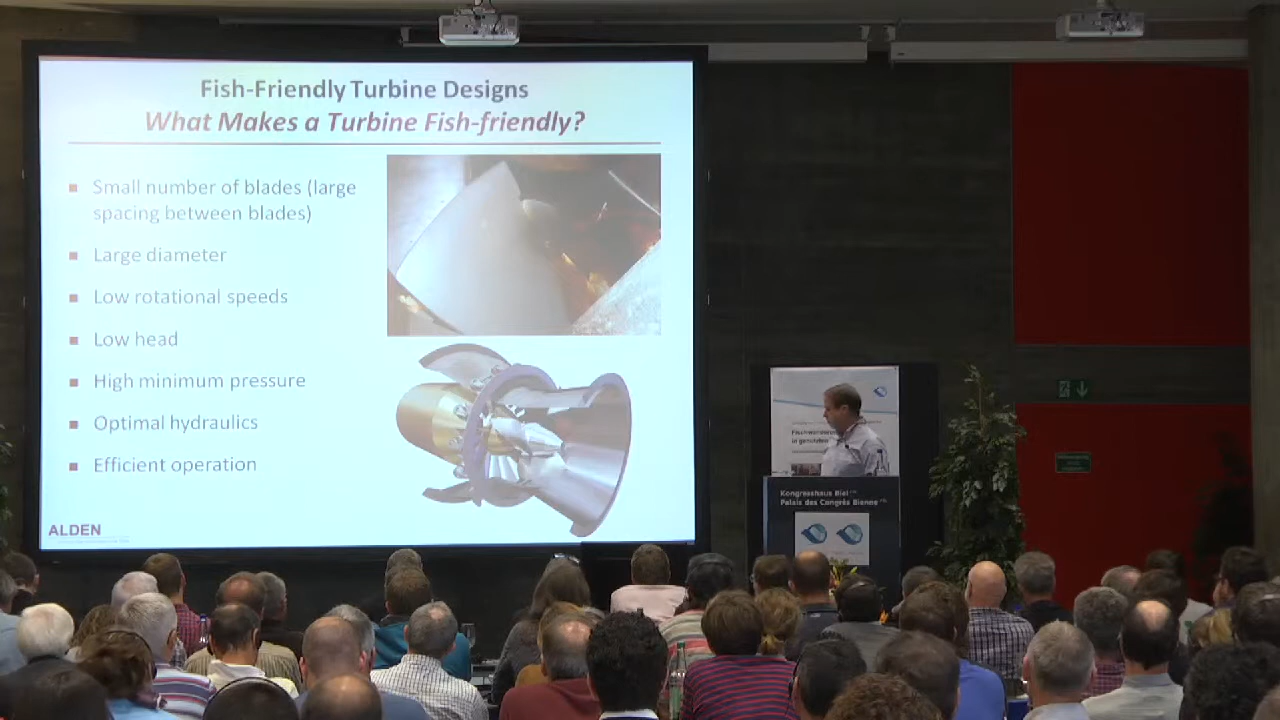 Fish-Friendly Turbine Designs
What Makes a Turbine Fish-friendly?
Small number of blades (large
spacing between blades)
Large diameter
Low rotational speeds
Low head
High minimum pressure
Optimal hydraulics
Efficient operation
ALDEN
Kongresshaus Biel
Palais des Congrès Bienne